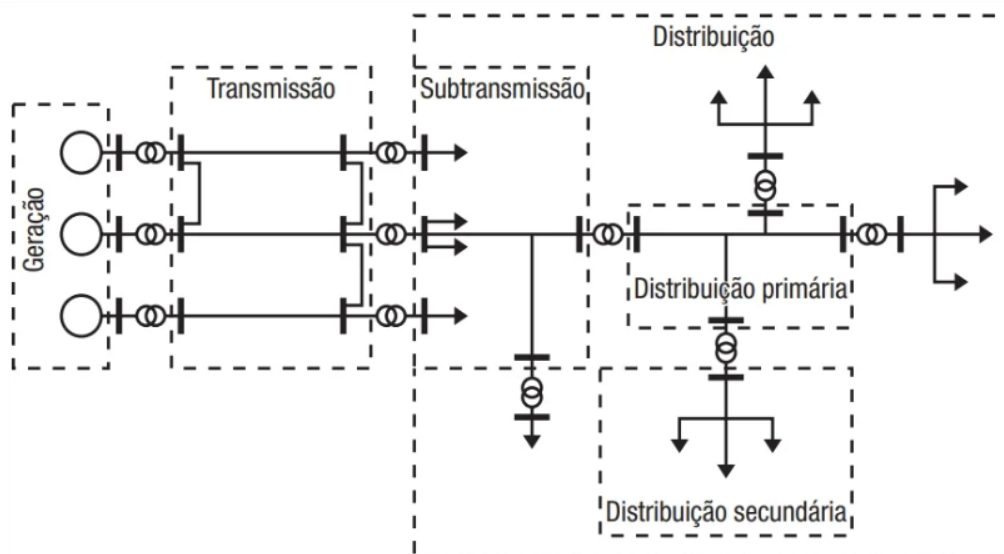 Distribuição
Transmissão
Subtransmissão
Geração
Distribuição primária
Distribuição secundária